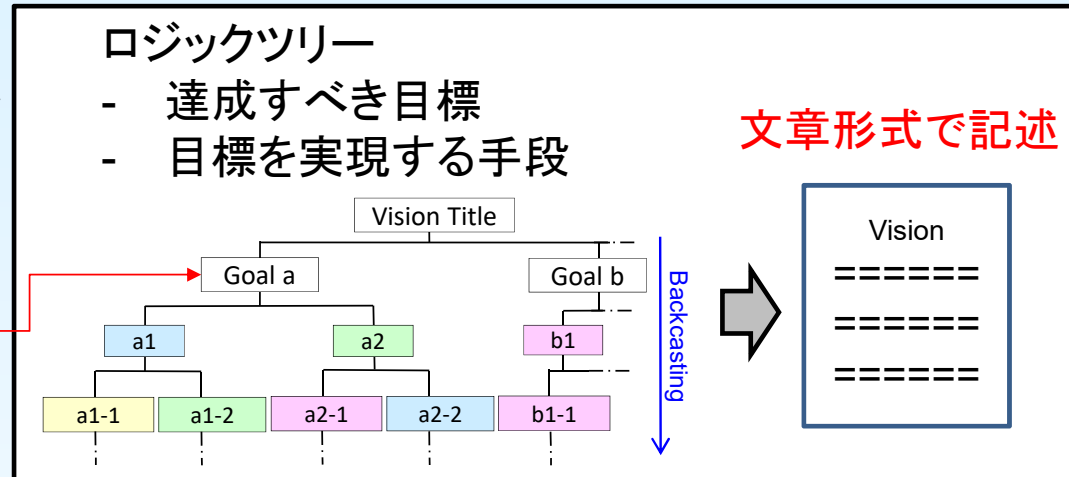 ロジックツリー
- 達成すべき目標
- 目標を実現する手段
文章形式で記述
Vision Title
Goal a
Goal b
a1
a2
b1
a1-1
a1-2
a2-1
a2-2
b1-1
Backcasting
Vision
======
======
======